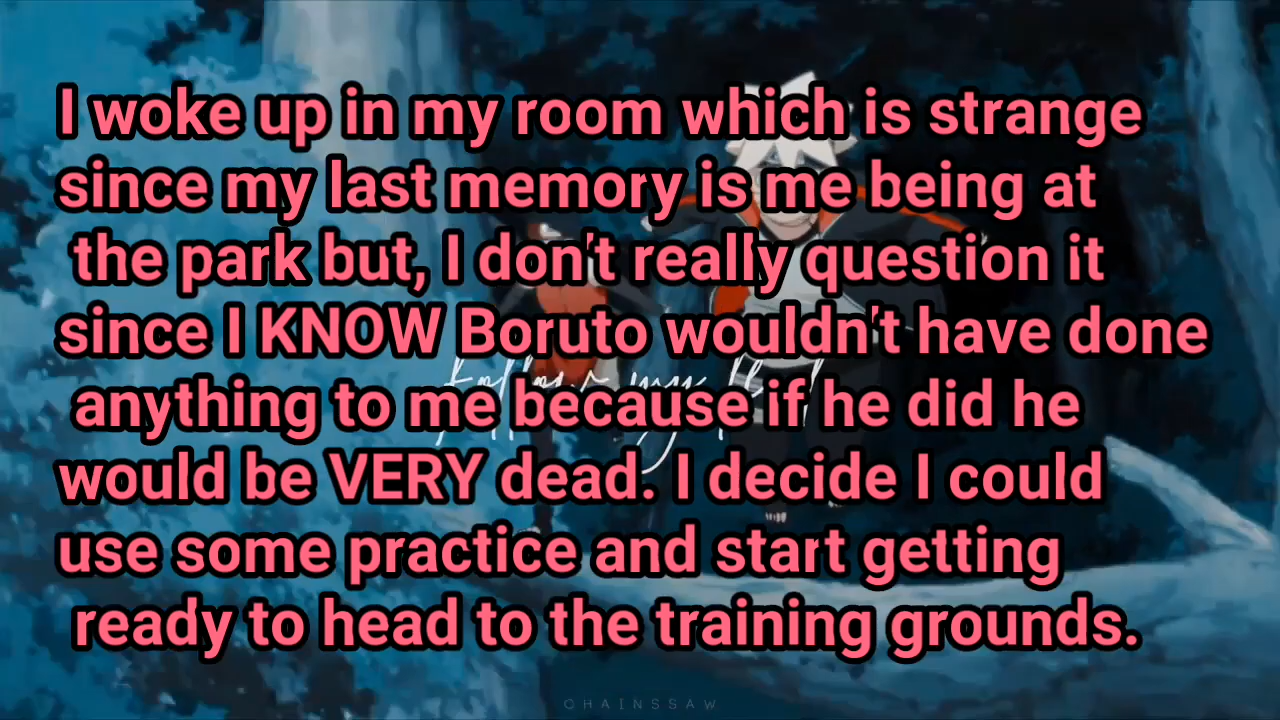 I woke up in my room which is strange
since my last memory is me being at
the park but, I don't really question it
since I KNOW Boruto wouldn't have done
anything to me because if he did he
would be VERY dead. I decide I could
use some practice and start getting
ready to head to the training grounds.
CHAINSSAW